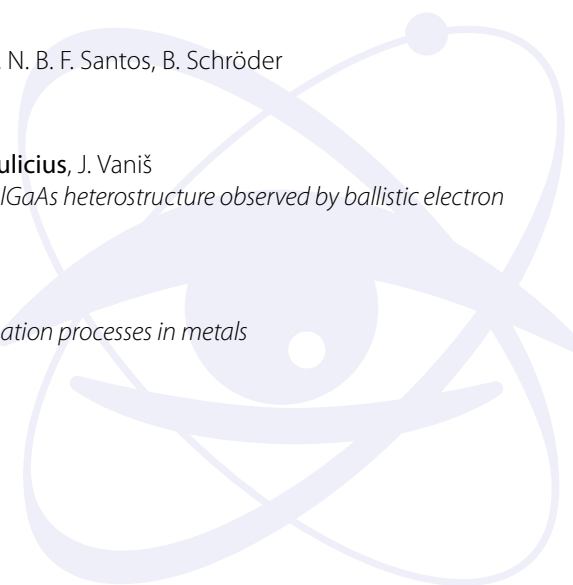 . N. B. F. Santos, B. Schröder
ulicius, J. Vaniš
lGaAs heterostructure observed by ballistic electron
ation processes in metals